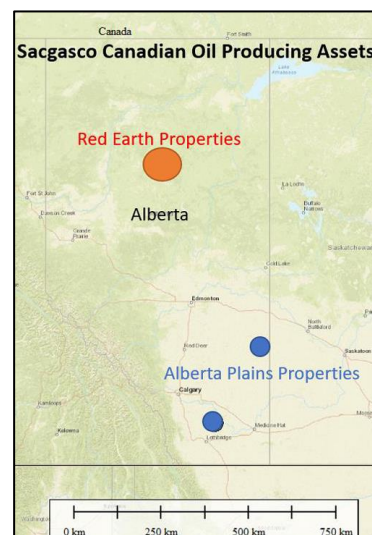 Canada
Fort Smith
Sacgasco Canadian Oil Producing Assets
Lake
Athabasca
Red Earth Properties
La Loche
Fort St John
Buffalo
Narrows
Dawson Creek
Alberta
Grande
Prairie
Cold Lake
Edmonton
North
Battleford
Red Deer
Saskatoon
Alberta Plains Properties
Calgary
Kamloops
Medicine Hat
Kelowna
Lethbridge
0 km
250 km
500 km
750 km